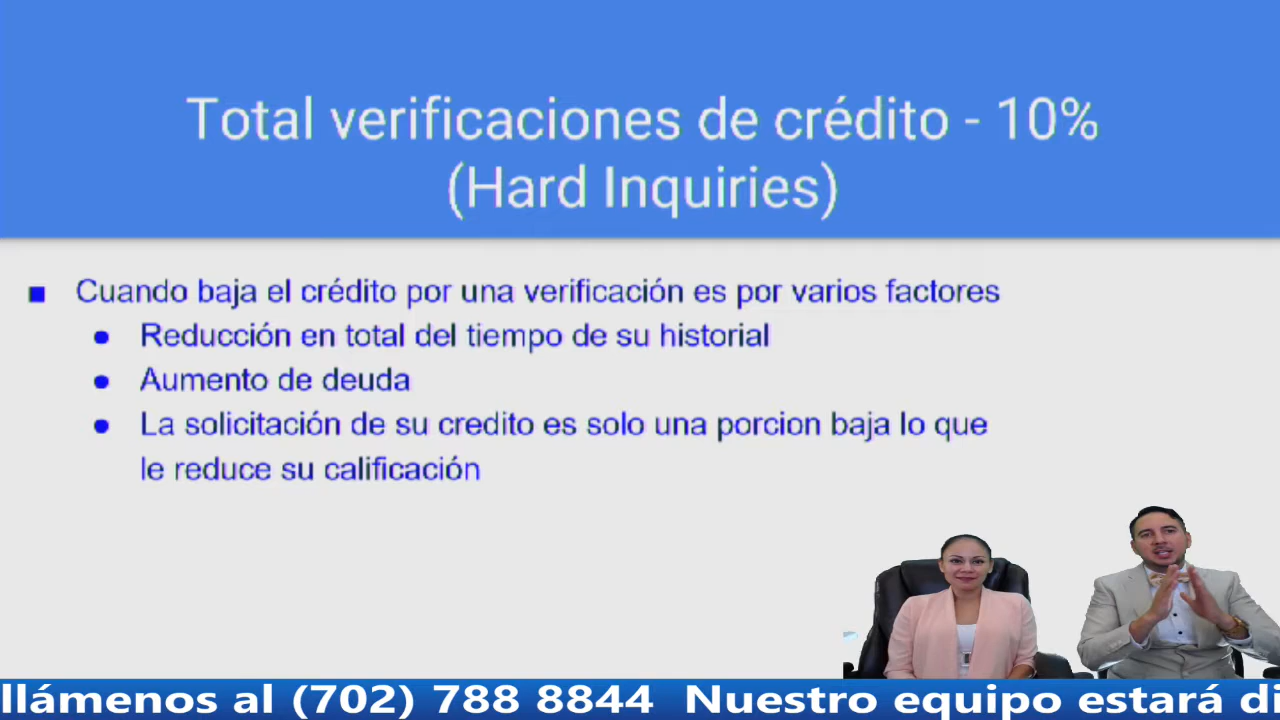 Total verificaciones de crédito - 10%
(Hard Inquiries)
Cuando baja el crédito por una verificación es por varios factores
Reducción en total del tiempo de su historial
Aumento de deuda
La solicitación de su credito es solo una porcion baja lo que
le reduce su calificación
llámenos al (702) 788 8844 Nuestro equipo estará di